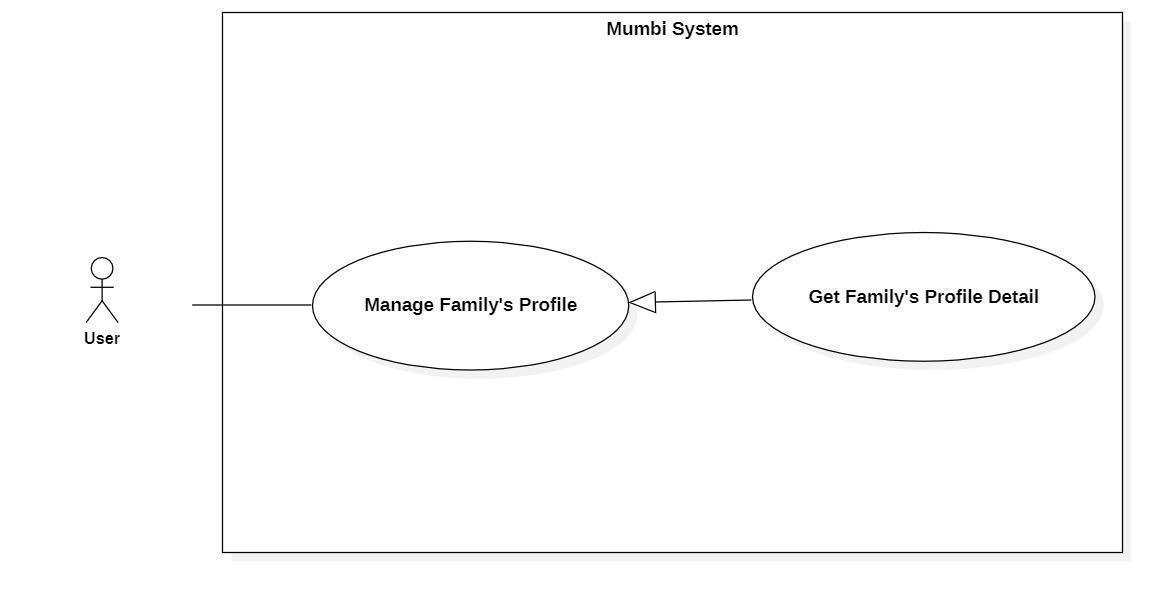 Mumbi System
User
Manage Family's Profile
Get Family's Profile Detail